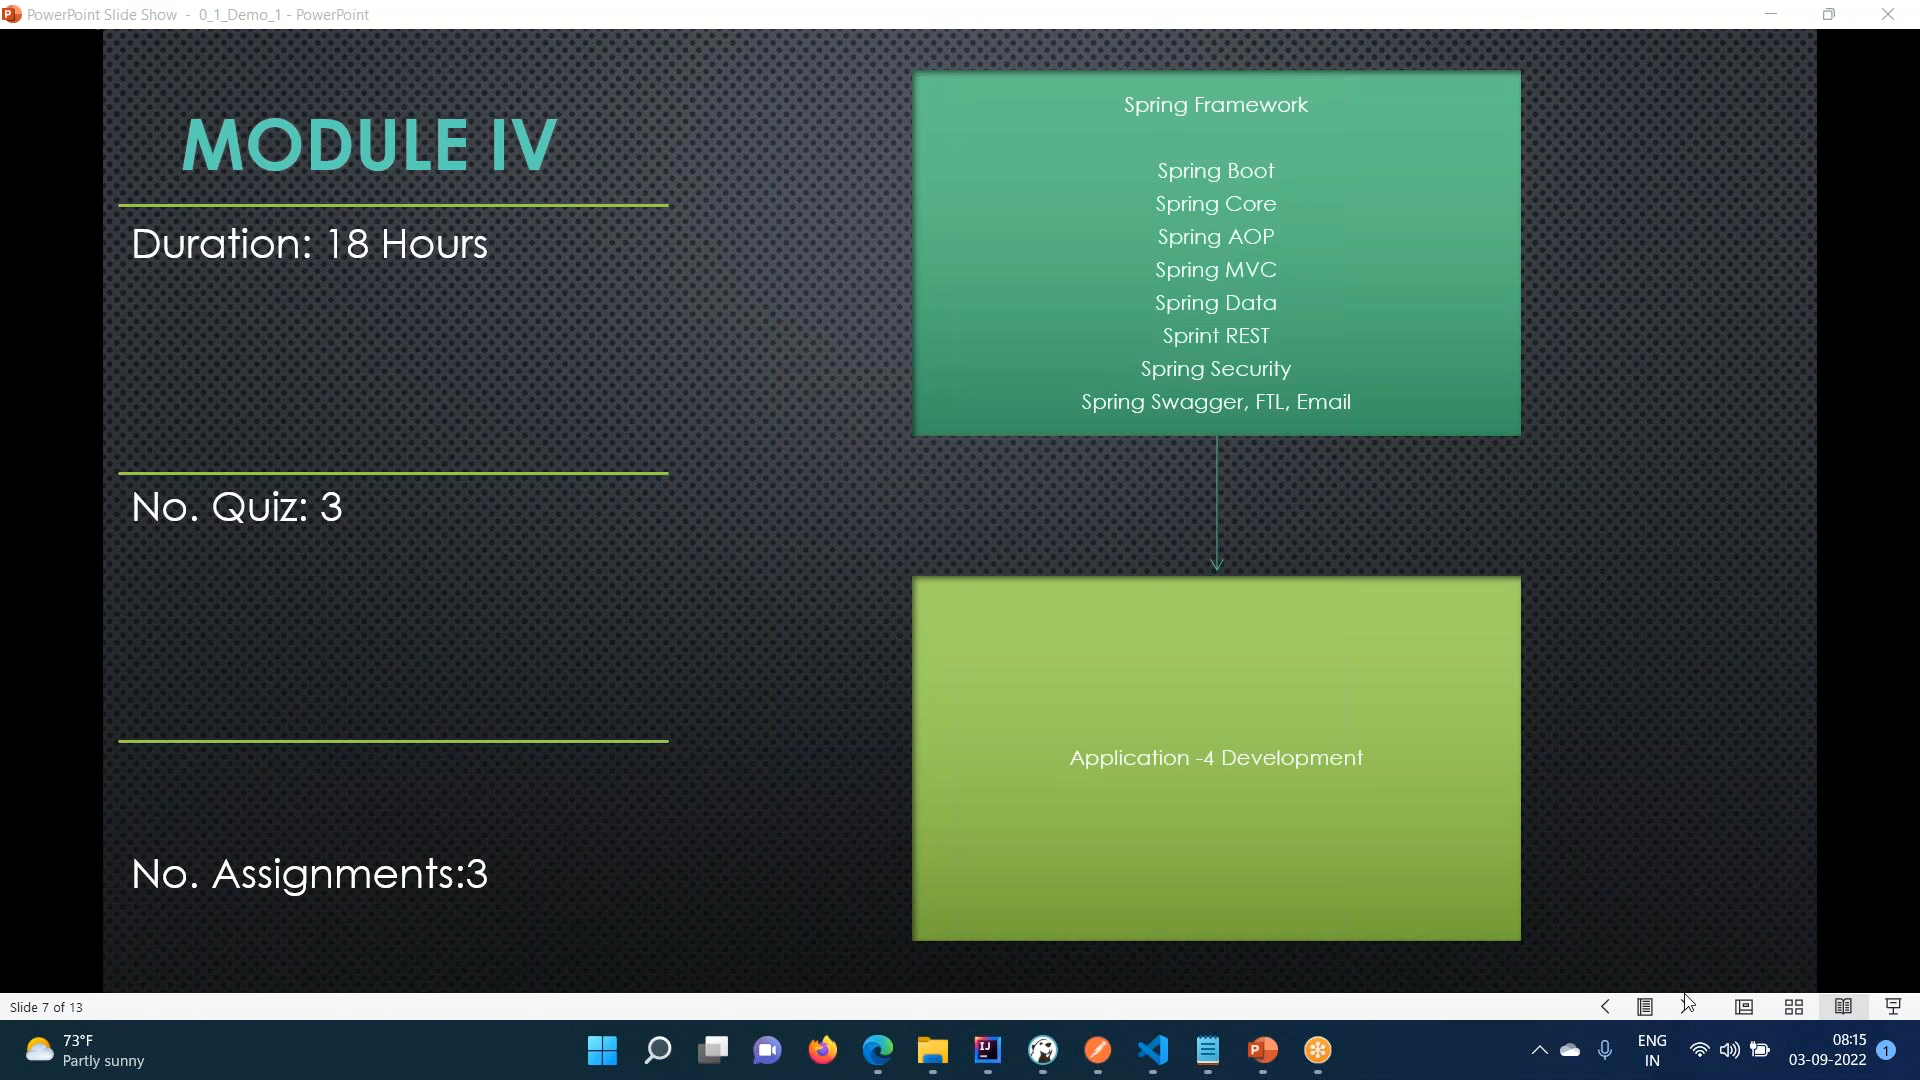 PowerPoint Slide Show - 0_1_Demo_1 - PowerPoint
MODULE IV
Duration: 18 Hours
No. Quiz: 3
No. Assignments:3
Spring Framework
Spring Boot
Spring Core
Spring AOP
Spring MVC
Spring Data
Sprint REST
Spring Security
Spring Swagger, FTL, Email
Application -4 Development
Slide 7 of 13
73°F
Partly sunny
ENG
IN
08:15
03-09-2022
1